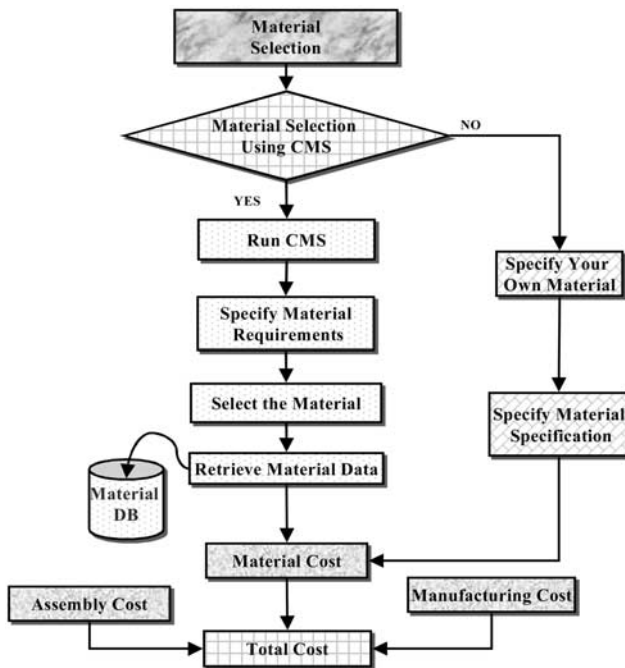 Material
Selection
Material Selection
Using CMS
NO
YES
Run CMS
Specify Your
Own Material
Specify Material
Requirements
Select the Material
Specify Material
Specification
Retrieve Material Data
Material
DB
Material Cost
Assembly Cost
Manufacturing Cost
Total Cost